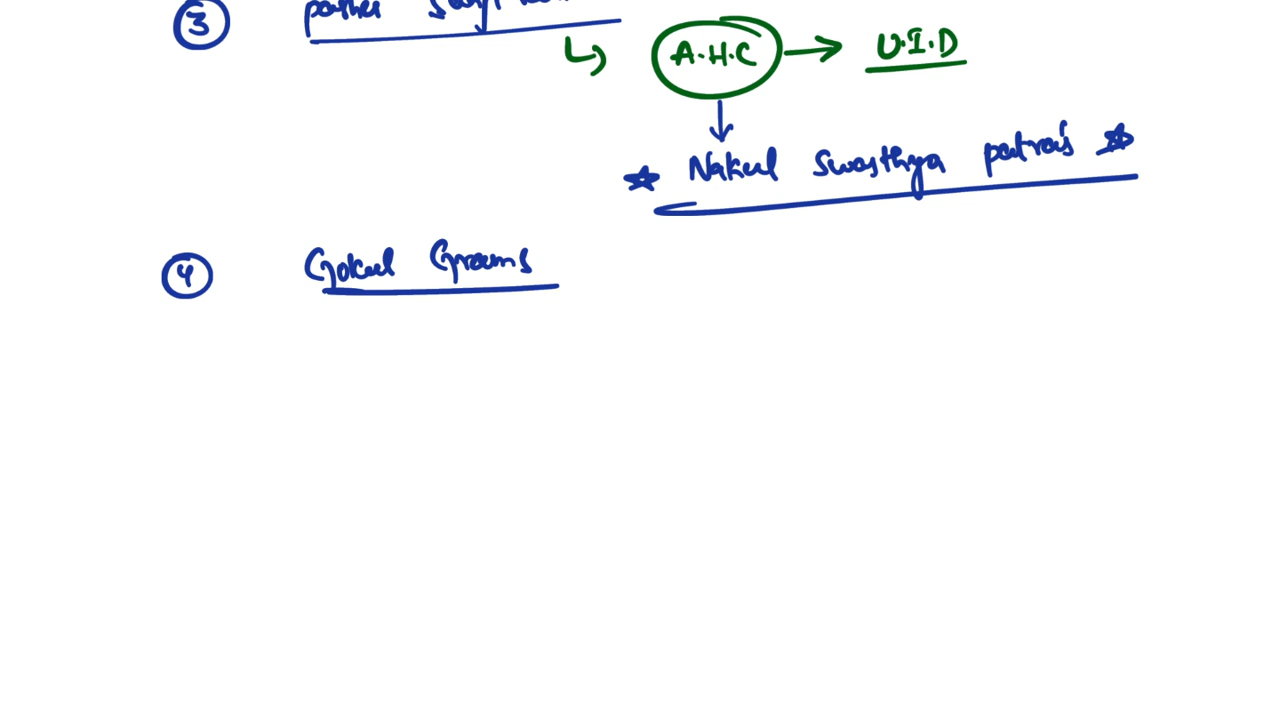 3
A.H.C → U.I.D
☆ Nakul Swasthya patra's ☆
4 Gokul Grams